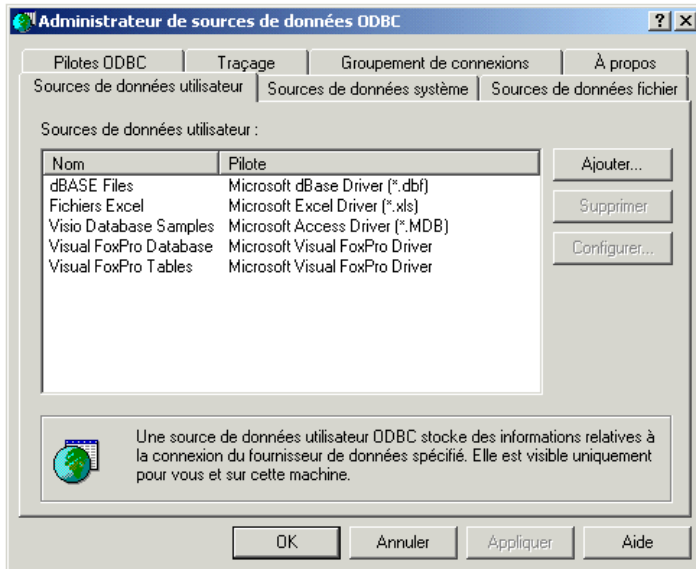 Administrateur de sources de données ODBC
Pilotes ODBC Traçage Groupement de connexions À propos
Sources de données utilisateur Sources de données système Sources de données fichier
Sources de données utilisateur :
Nom Pilote
dBASE Files Microsoft dBase Driver (*.dbf)
Fichiers Excel Microsoft Excel Driver (*.xls)
Visio Database Samples Microsoft Access Driver (*.MDB)
Visual FoxPro Database Microsoft Visual FoxPro Driver
Visual FoxPro Tables Microsoft Visual FoxPro Driver
Ajouter...
Supprimer
Configurer...
Une source de données utilisateur ODBC stocke des informations relatives à
la connexion du fournisseur de données spécifié. Elle est visible uniquement
pour vous et sur cette machine.
OK Annuler Appliquer Aide